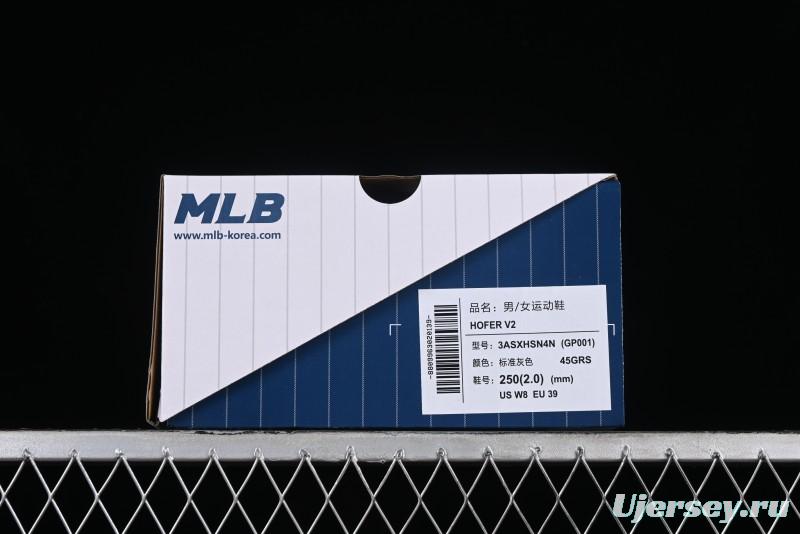 MLB
www.mlb-korea.com
品名：男/女运动鞋
HOFER V2
型号：3ASXHSN4N (GP001)
颜色：标准灰色 45GRS
鞋号：250(2.0) (mm)
US W8 EU 39
-8809963020139-
Ujersey.ru